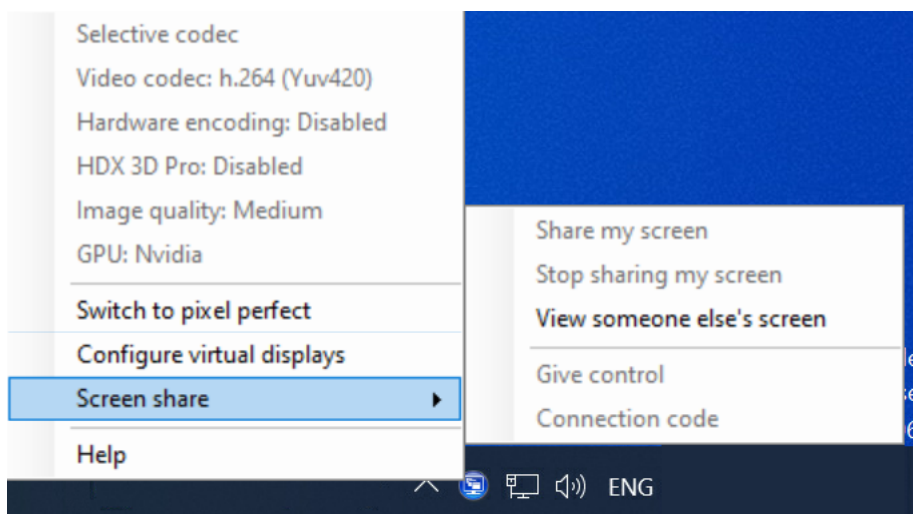 Selective codec
Video codec: h.264 (Yuv420)
Hardware encoding: Disabled
HDX 3D Pro: Disabled
Image quality: Medium
GPU: Nvidia
Switch to pixel perfect
Configure virtual displays
Screen share
Help
Share my screen
Stop sharing my screen
View someone else's screen
Give control
Connection code
ENG